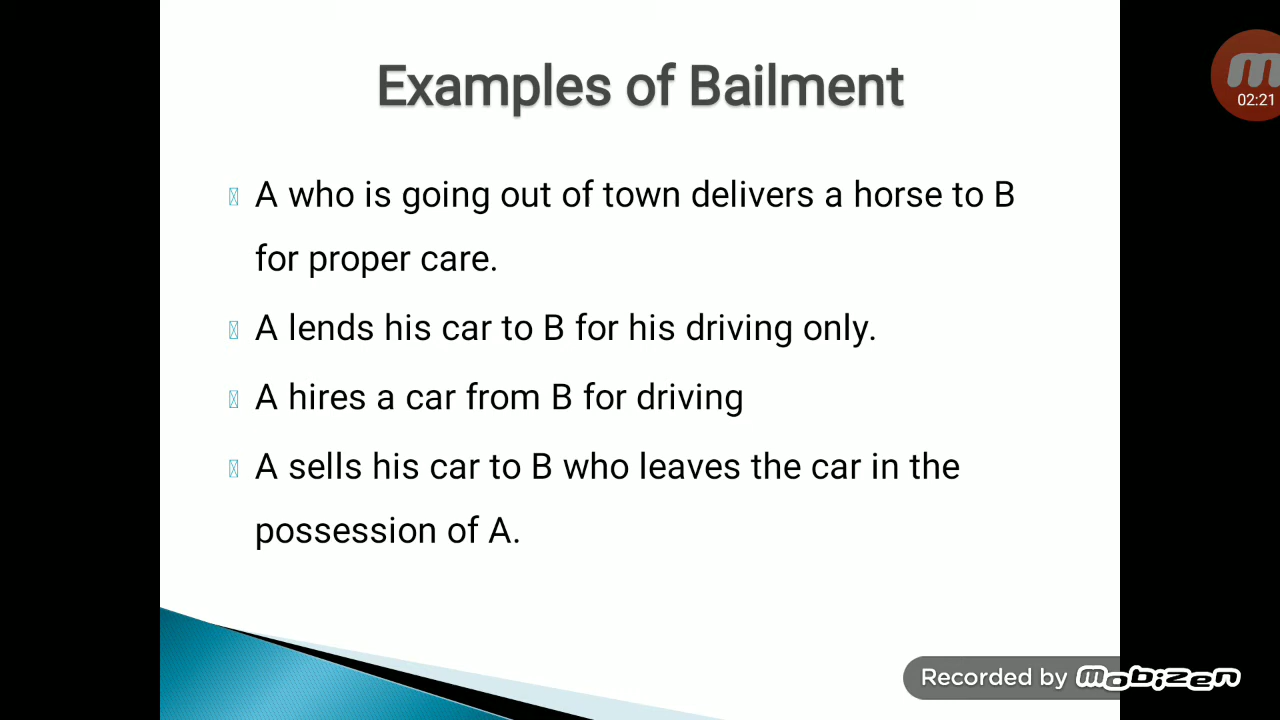 Examples of Bailment
02:21
A who is going out of town delivers a horse to B
for proper care.
A lends his car to B for his driving only.
A hires a car from B for driving
A sells his car to B who leaves the car in the
possession of A.
Recorded by mobizen